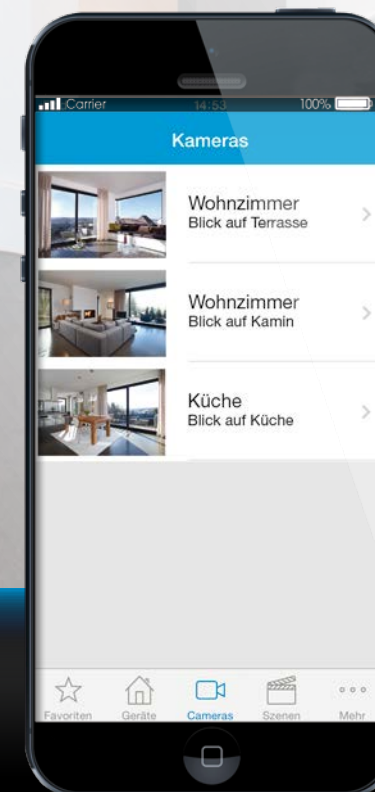 Carrier 14:53 100%
Kameras
Wohnzimmer
Blick auf Terrasse
Wohnzimmer
Blick auf Kamin
Küche
Blick auf Küche
Favoriten Geräte Cameras Szenen Mehr